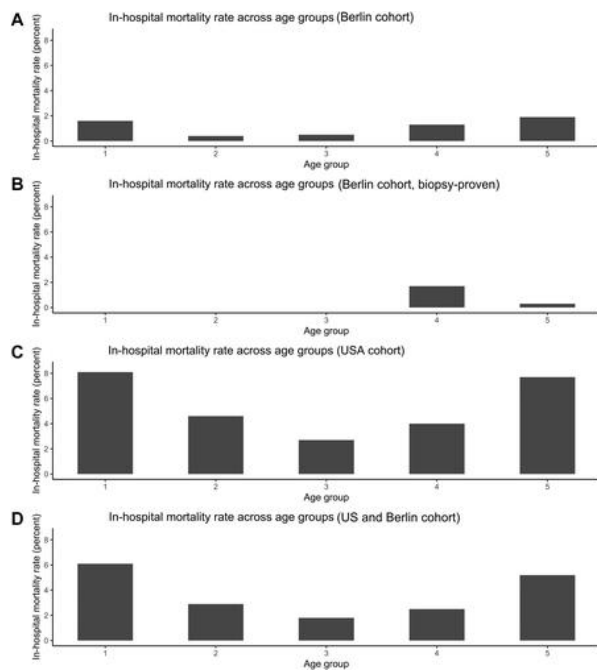 A
In-hospital mortality rate across age groups (Berlin cohort)
In-hospital mortality rate (percent)
8
6
4
2
0
1 2 3 4 5
Age group
B
In-hospital mortality rate across age groups (Berlin cohort, biopsy-proven)
In-hospital mortality rate (percent)
8
6
4
2
0
1 2 3 4 5
Age group
C
In-hospital mortality rate across age groups (USA cohort)
In-hospital mortality rate (percent)
8
6
4
2
0
1 2 3 4 5
Age group
D
In-hospital mortality rate across age groups (US and Berlin cohort)
In-hospital mortality rate (percent)
8
6
4
2
0
1 2 3 4 5
Age group